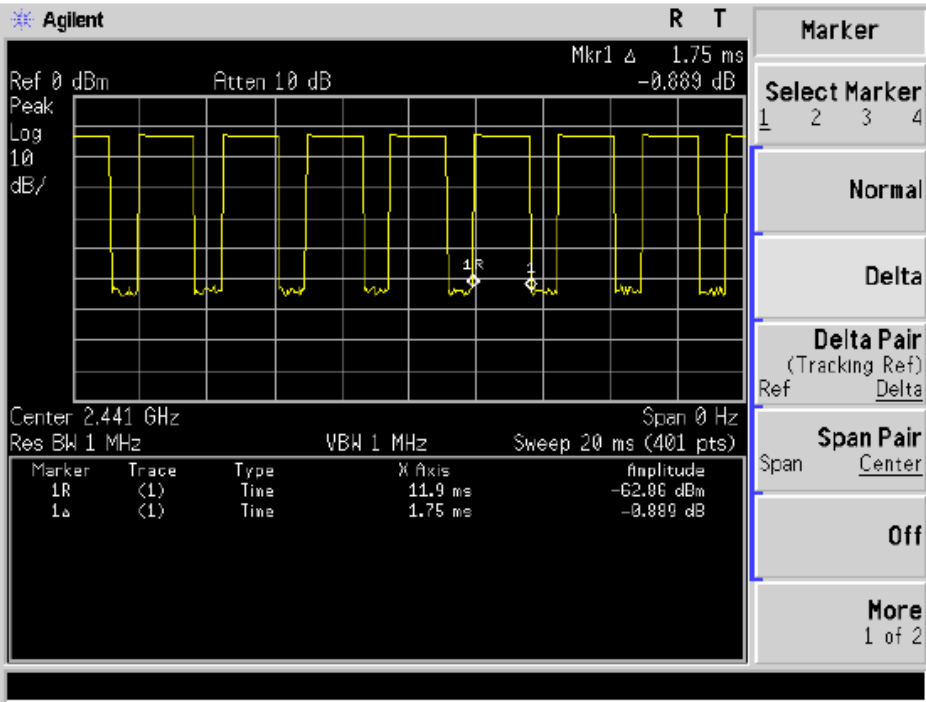 Agilent R T
Mkr1 Δ 1.75 ms
Ref 0 dBm Atten 10 dB -0.889 dB
Peak
Log
10
dB/
1R 1
Center 2.441 GHz Span 0 Hz
Res BW 1 MHz VBW 1 MHz Sweep 20 ms (401 pts)
Marker Trace Type X Axis Amplitude
1R (1) Time 11.9 ms -62.06 dBm
1Δ (1) Time 1.75 ms -0.889 dB
Marker
Select Marker
1 2 3 4
Normal
Delta
Delta Pair
(Tracking Ref)
Ref Delta
Span Pair
Span Center
Off
More
1 of 2